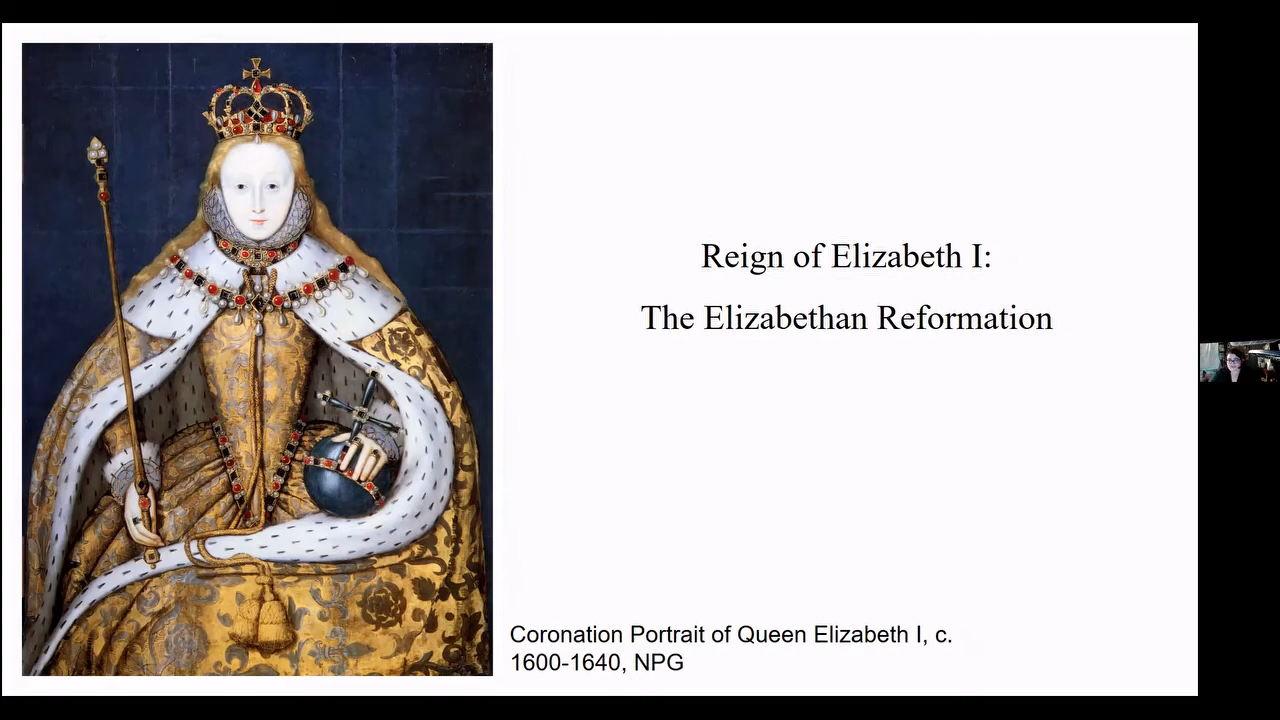 Reign of Elizabeth I:
The Elizabethan Reformation
Coronation Portrait of Queen Elizabeth I, c.
1600-1640, NPG